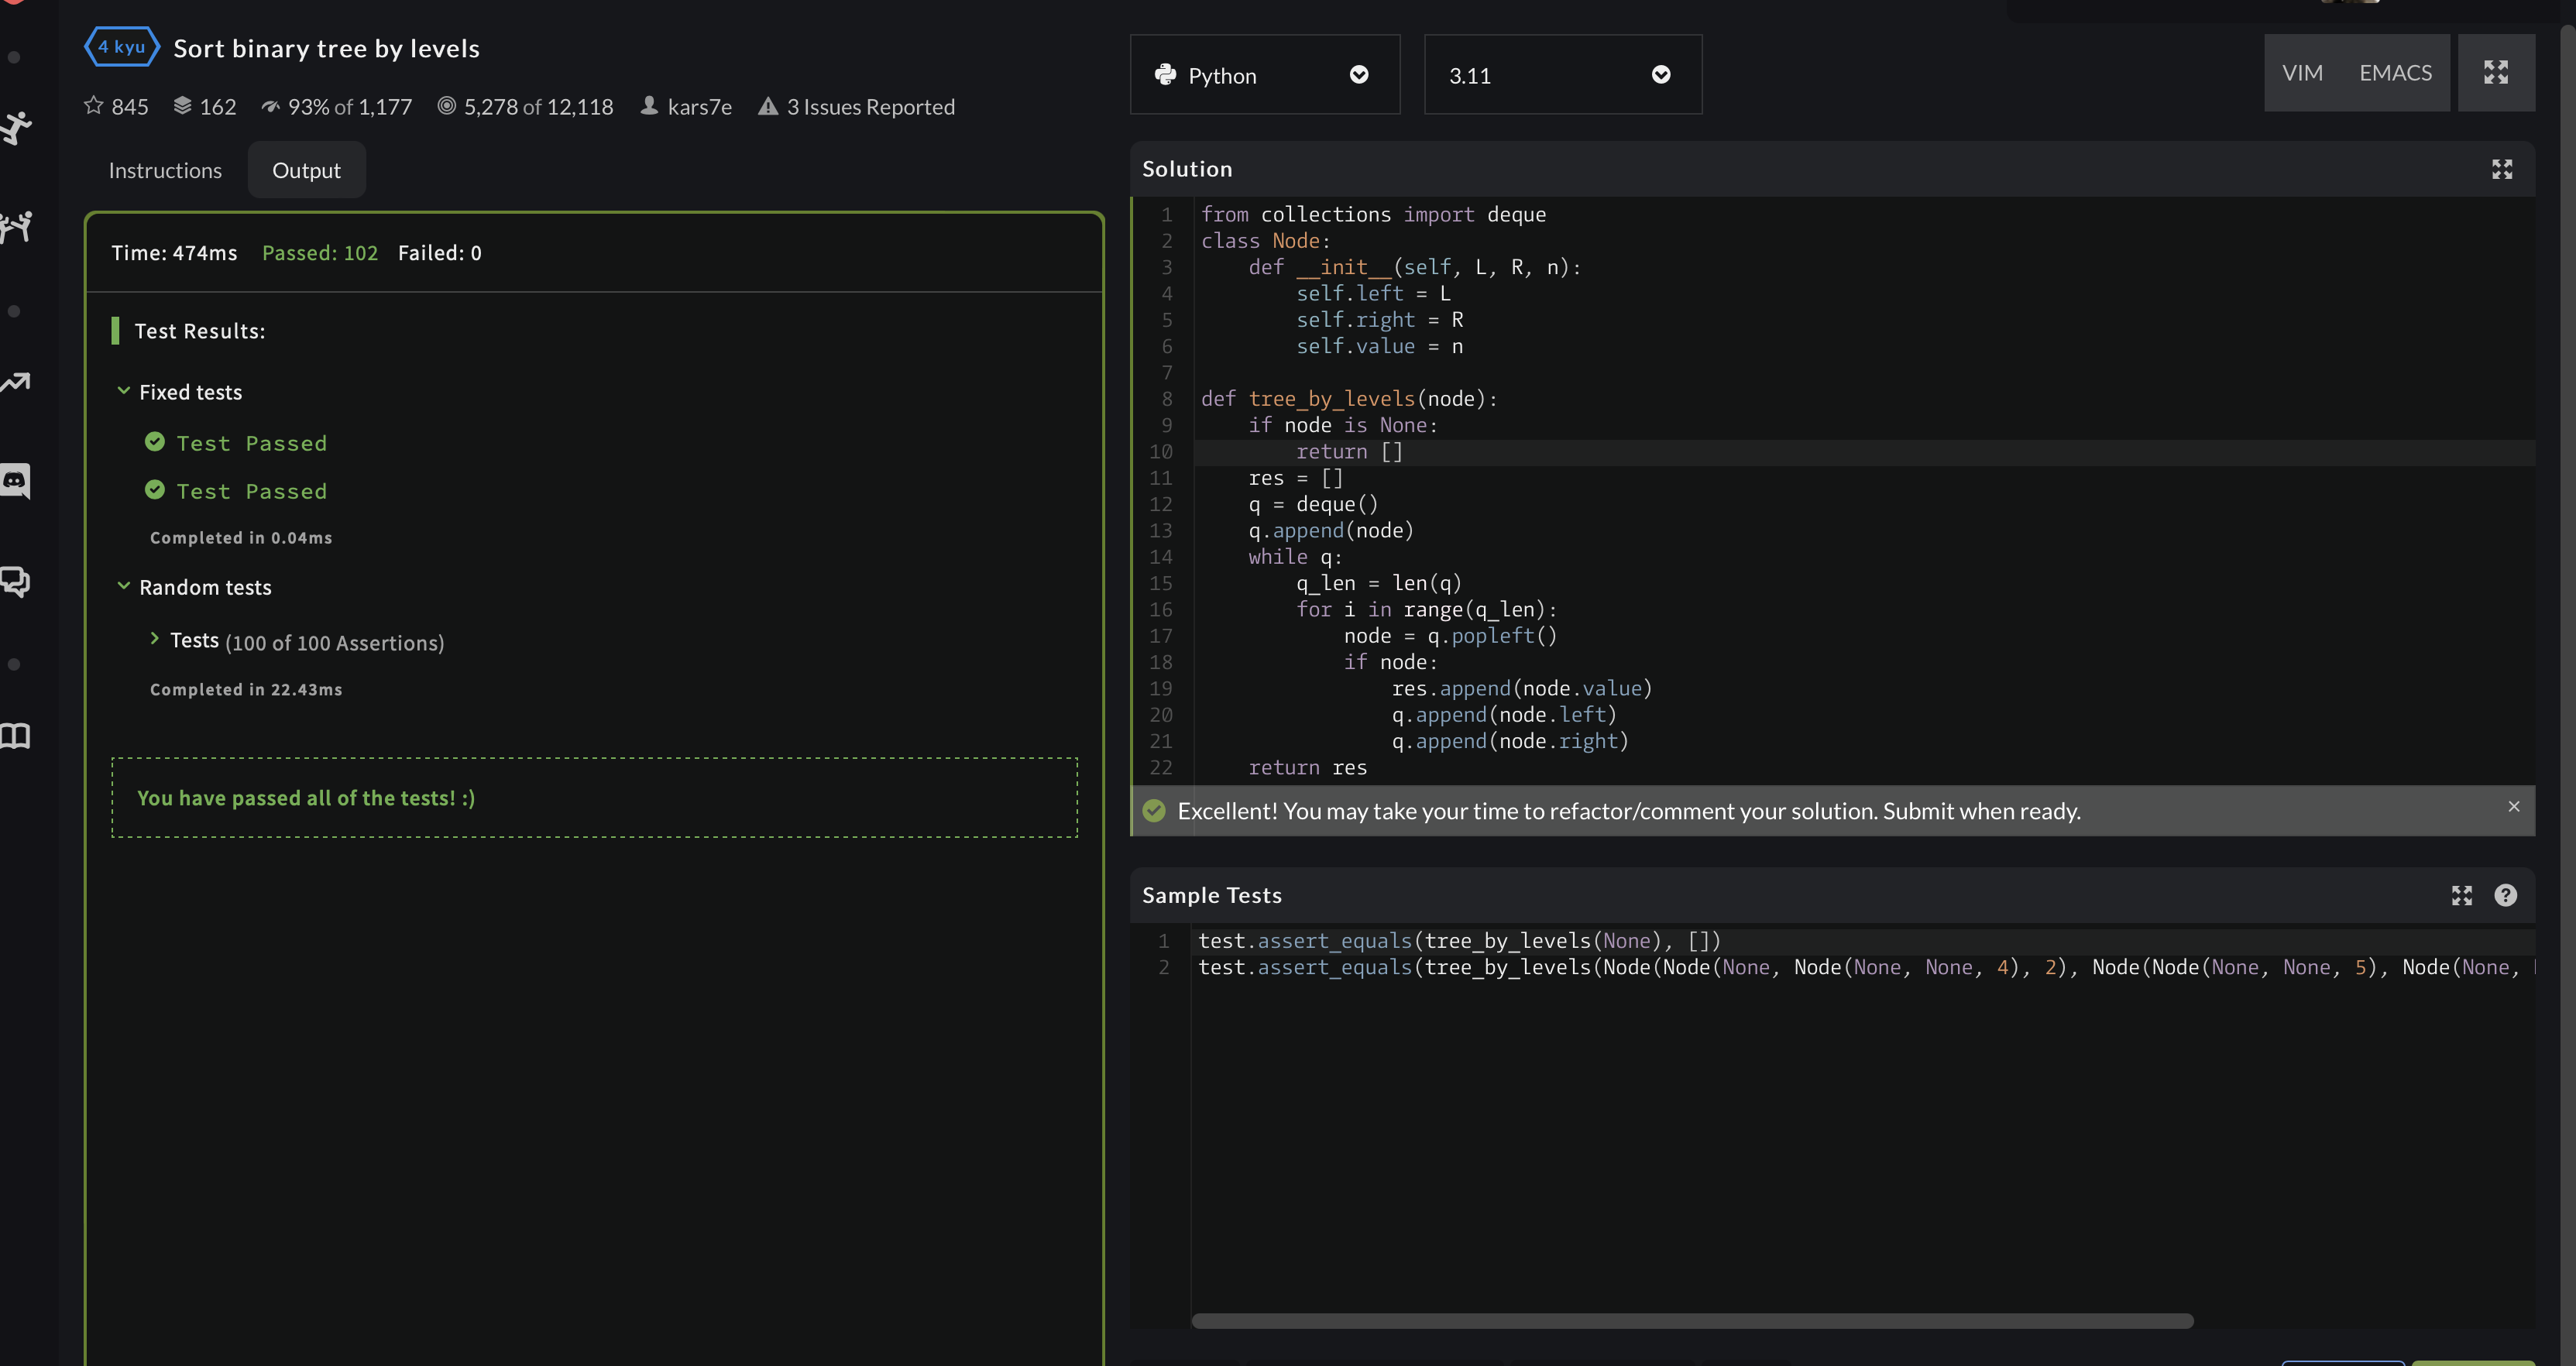 4 kyu
Sort binary tree by levels
845 162 93% of 1,177 5,278 of 12,118 kars7e 3 Issues Reported
Instructions Output
Time: 474ms Passed: 102 Failed: 0
Test Results:
Fixed tests
Test Passed
Test Passed
Completed in 0.04ms
Random tests
Tests (100 of 100 Assertions)
Completed in 22.43ms
You have passed all of the tests! :)
Python 3.11 VIM EMACS
Solution
1 from collections import deque
2 class Node:
3     def __init__(self, L, R, n):
4         self.left = L
5         self.right = R
6         self.value = n
7
8 def tree_by_levels(node):
9     if node is None:
10         return []
11     res = []
12     q = deque()
13     q.append(node)
14     while q:
15         q_len = len(q)
16         for i in range(q_len):
17             node = q.popleft()
18             if node:
19                 res.append(node.value)
20                 q.append(node.left)
21                 q.append(node.right)
22     return res
Excellent! You may take your time to refactor/comment your solution. Submit when ready.
Sample Tests
1 test.assert_equals(tree_by_levels(None), [])
2 test.assert_equals(tree_by_levels(Node(Node(None, Node(None, None, 4), 2), Node(Node(None, None, 5), Node(None,